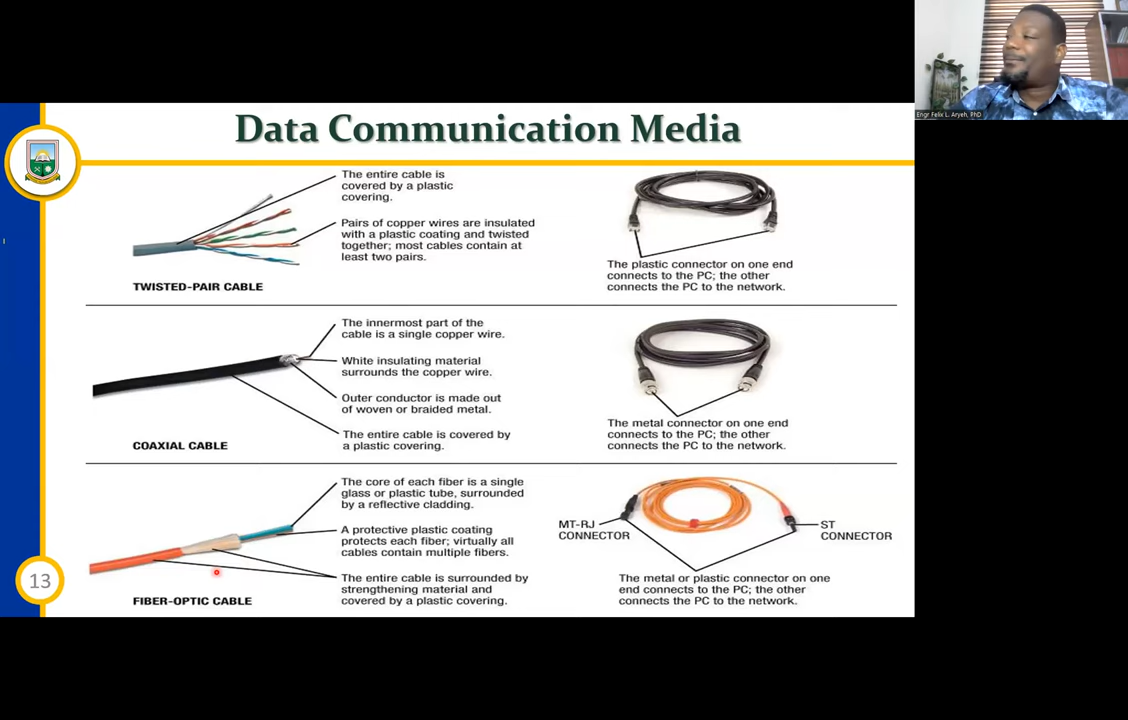 Engr Felix L. Aryeh, PhD
Data Communication Media
The entire cable is
covered by a plastic
covering.
Pairs of copper wires are insulated
with a plastic coating and twisted
together; most cables contain at
least two pairs.
TWISTED-PAIR CABLE
The plastic connector on one end
connects to the PC; the other
connects the PC to the network.
The innermost part of the
cable is a single copper wire.
White insulating material
surrounds the copper wire.
Outer conductor is made out
of woven or braided metal.
The entire cable is covered by
a plastic covering.
COAXIAL CABLE
The metal connector on one end
connects to the PC; the other
connects the PC to the network.
The core of each fiber is a single
glass or plastic tube, surrounded
by a reflective cladding.
A protective plastic coating
protects each fiber; virtually all
cables contain multiple fibers.
The entire cable is surrounded by
strengthening material and
covered by a plastic covering.
FIBER-OPTIC CABLE
MT-RJ
CONNECTOR
ST
CONNECTOR
The metal or plastic connector on one
end connects to the PC; the other
connects the PC to the network.
13